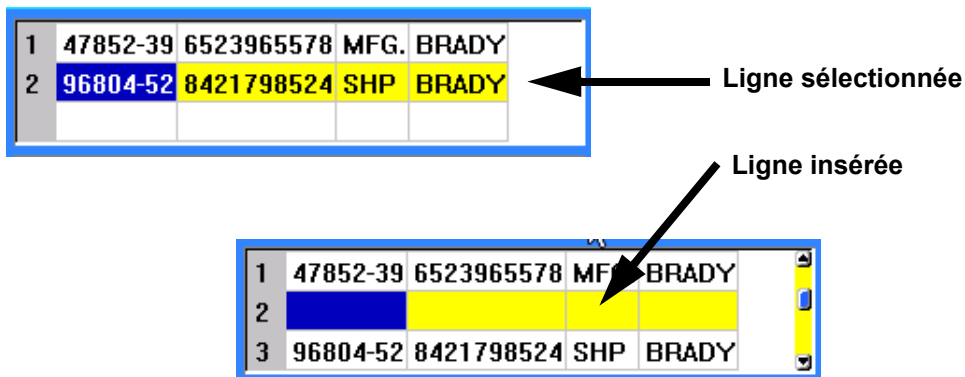 1 47852-39 6523965578 MFG. BRADY
2 96804-52 8421798524 SHP BRADY
Ligne sélectionnée
Ligne insérée
1 47852-39 6523965578 BRADY
2
3 96804-52 8421798524 SHP BRADY